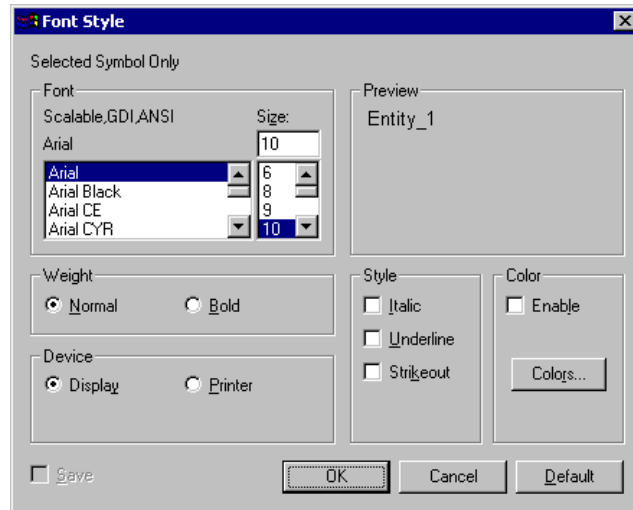 Font Style
Selected Symbol Only
Font
Scalable,GDI,ANSI
Size:
Arial
10
Arial
Arial Black
Arial CE
Arial CYR
6
8
9
10
Preview
Entity_1
Weight
Normal
Bold
Device
Display
Printer
Style
Italic
Underline
Strikeout
Color
Enable
Colors...
Save
OK
Cancel
Default